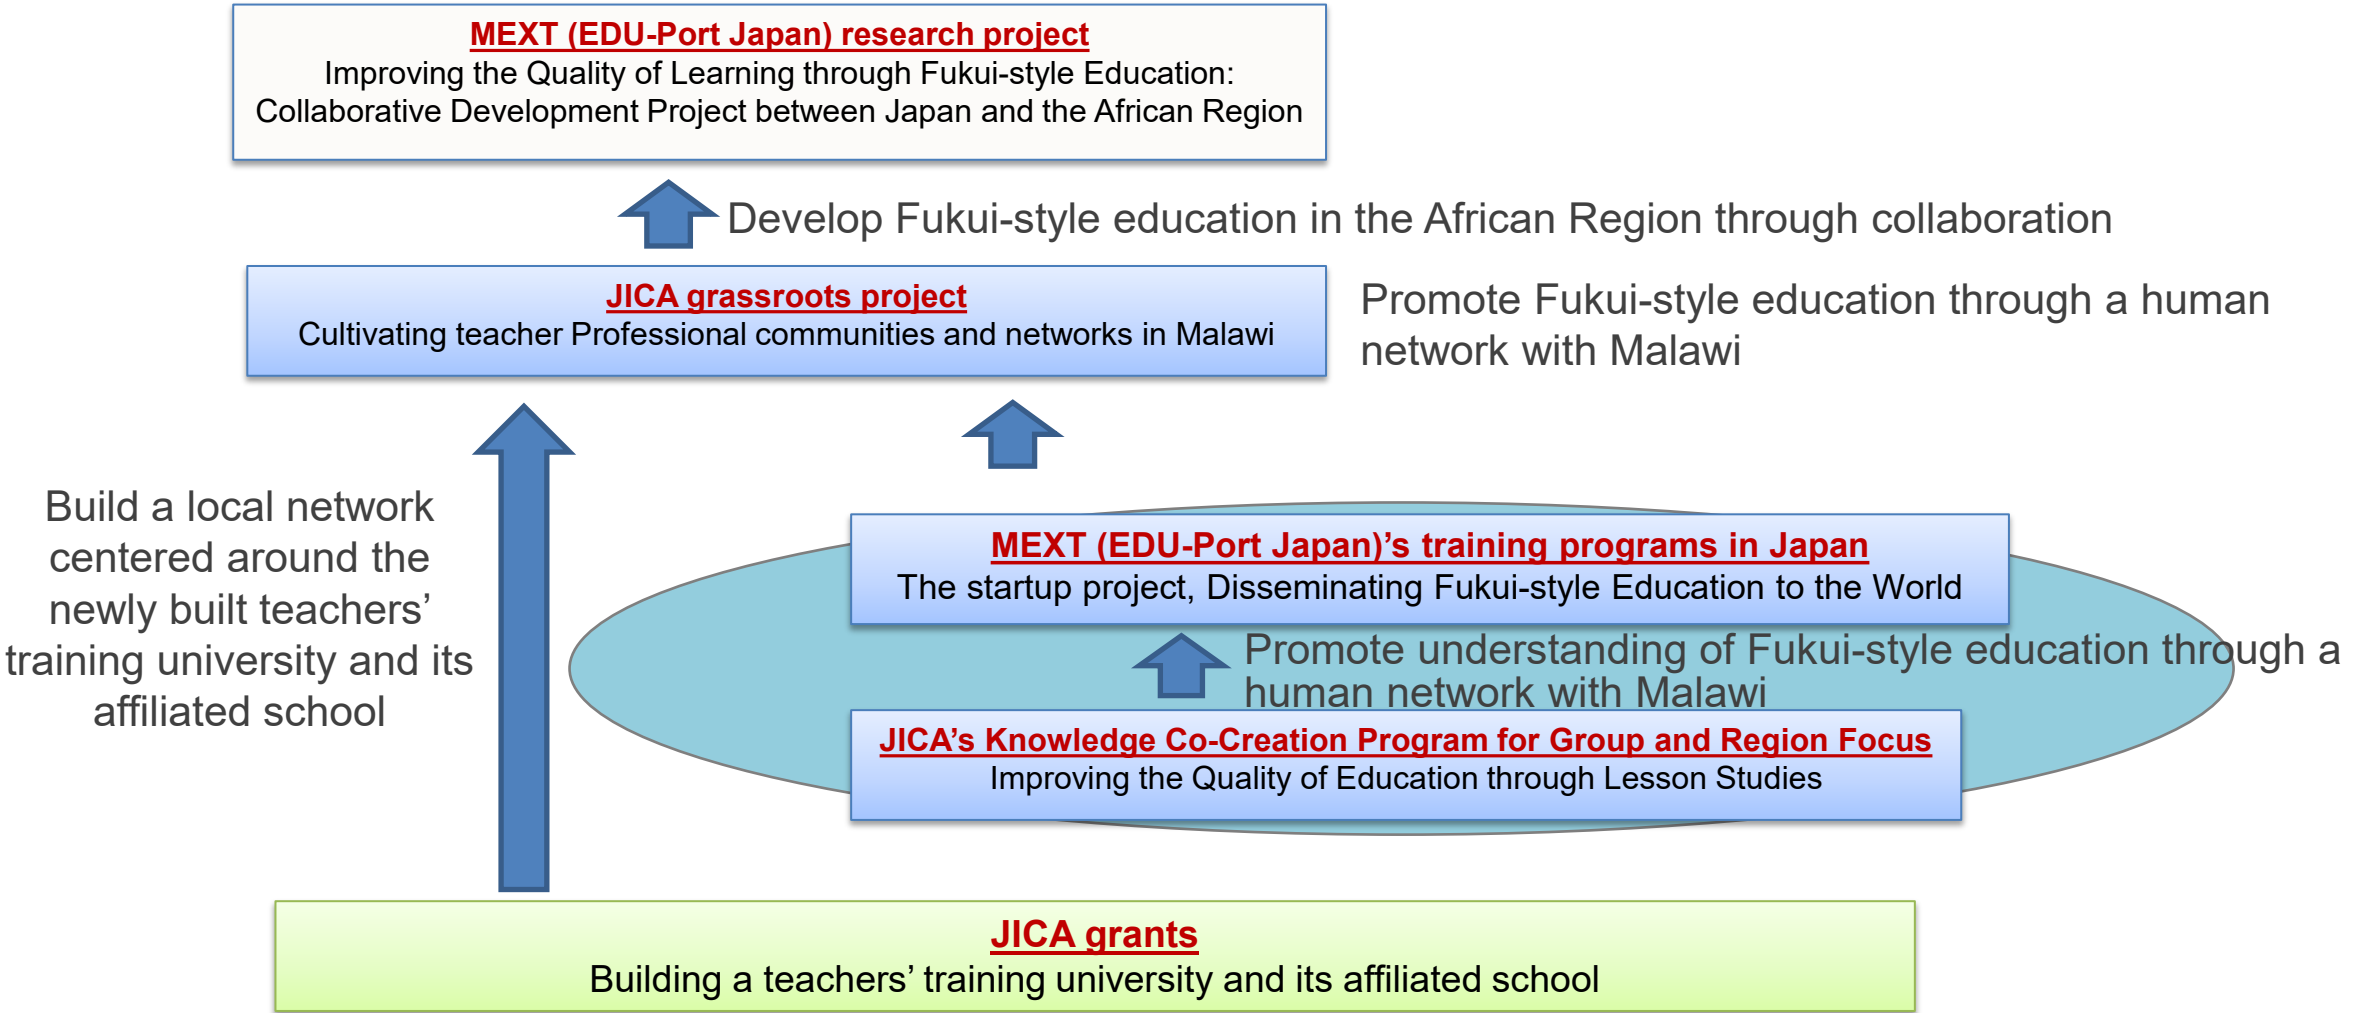 MEXT (EDU-Port Japan) research project
Improving the Quality of Learning through Fukui-style Education:
Collaborative Development Project between Japan and the African Region
Develop Fukui-style education in the African Region through collaboration
JICA grassroots project
Cultivating teacher Professional communities and networks in Malawi
Promote Fukui-style education through a human
network with Malawi
Build a local network
centered around the
newly built teachers’
training university and its
affiliated school
MEXT (EDU-Port Japan)’s training programs in Japan
The startup project, Disseminating Fukui-style Education to the World
Promote understanding of Fukui-style education through a
human network with Malawi
JICA’s Knowledge Co-Creation Program for Group and Region Focus
Improving the Quality of Education through Lesson Studies
JICA grants
Building a teachers’ training university and its affiliated school